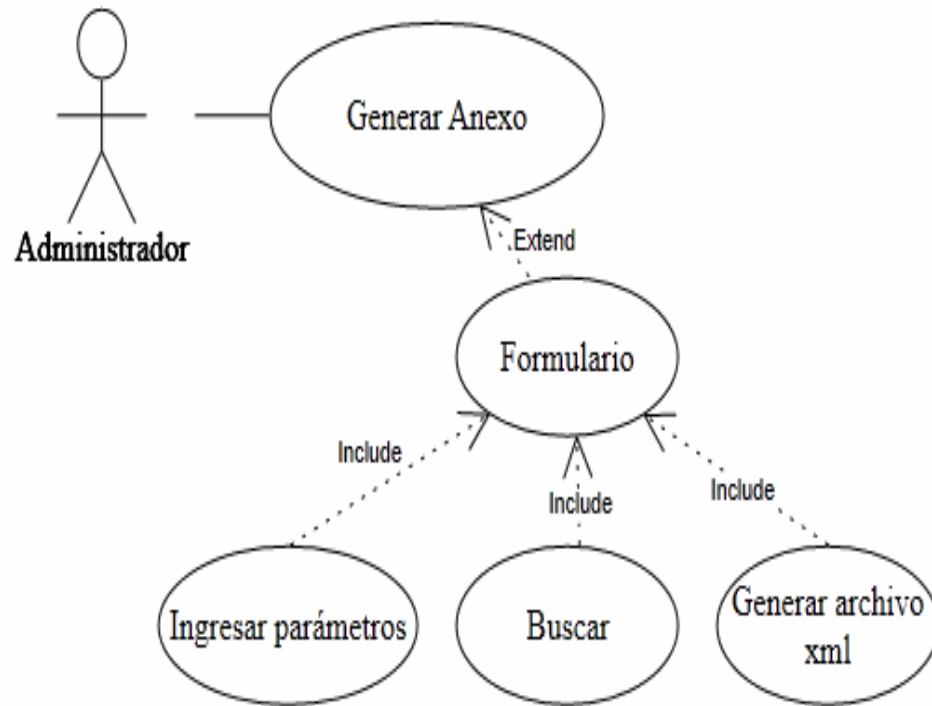 Generar Anexo
Administrador
Extend
Formulario
Include
Include
Include
Ingresar parámetros
Buscar
Generar archivo
xml